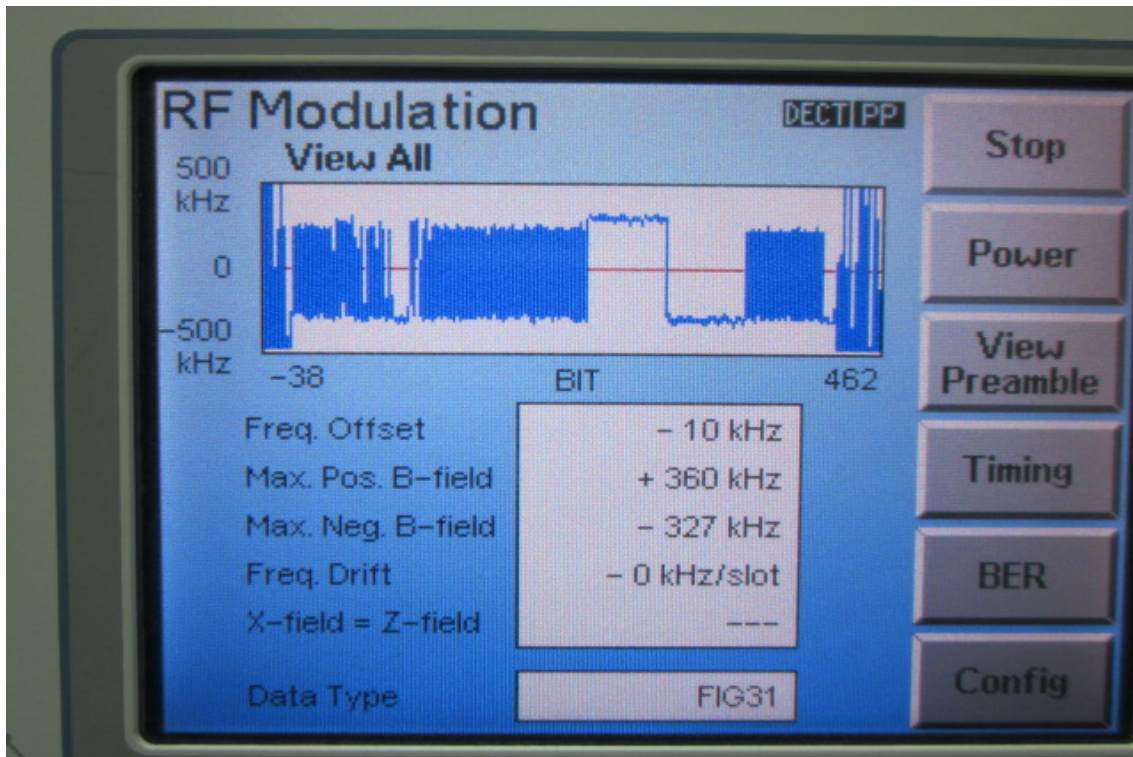 RF Modulation
DECT PP
View All
500
kHz
0
-500
kHz
-38 BIT 462
Freq. Offset - 10 kHz
Max. Pos. B-field + 360 kHz
Max. Neg. B-field - 327 kHz
Freq. Drift - 0 kHz/slot
X-field = Z-field ---
Data Type FIG31
Stop
Power
View
Preamble
Timing
BER
Config